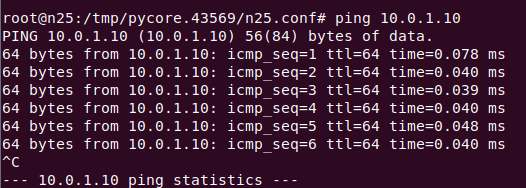 root@n25:/tmp/pycore.43569/n25.conf# ping 10.0.1.10
PING 10.0.1.10 (10.0.1.10) 56(84) bytes of data.
64 bytes from 10.0.1.10: icmp_seq=1 ttl=64 time=0.078 ms
64 bytes from 10.0.1.10: icmp_seq=2 ttl=64 time=0.040 ms
64 bytes from 10.0.1.10: icmp_seq=3 ttl=64 time=0.039 ms
64 bytes from 10.0.1.10: icmp_seq=4 ttl=64 time=0.040 ms
64 bytes from 10.0.1.10: icmp_seq=5 ttl=64 time=0.048 ms
64 bytes from 10.0.1.10: icmp_seq=6 ttl=64 time=0.040 ms
^C
--- 10.0.1.10 ping statistics ---